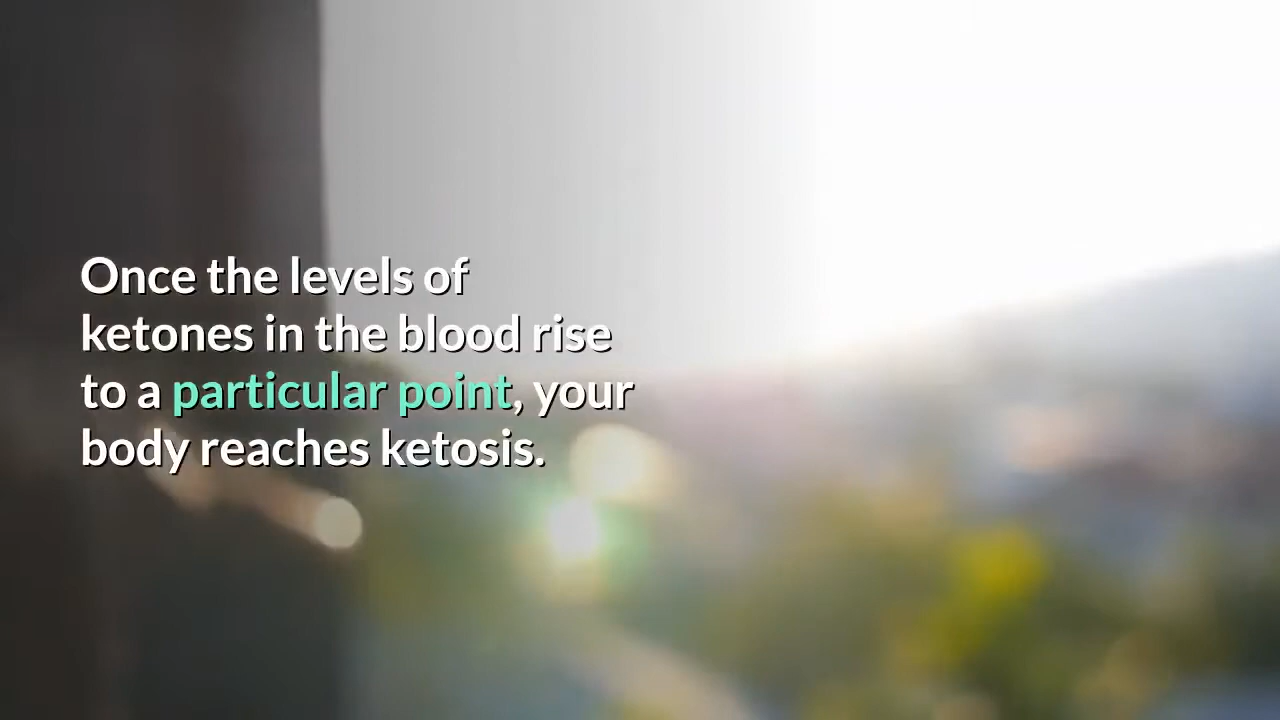 Once the levels of
ketones in the blood rise
to a particular point, your
body reaches ketosis.